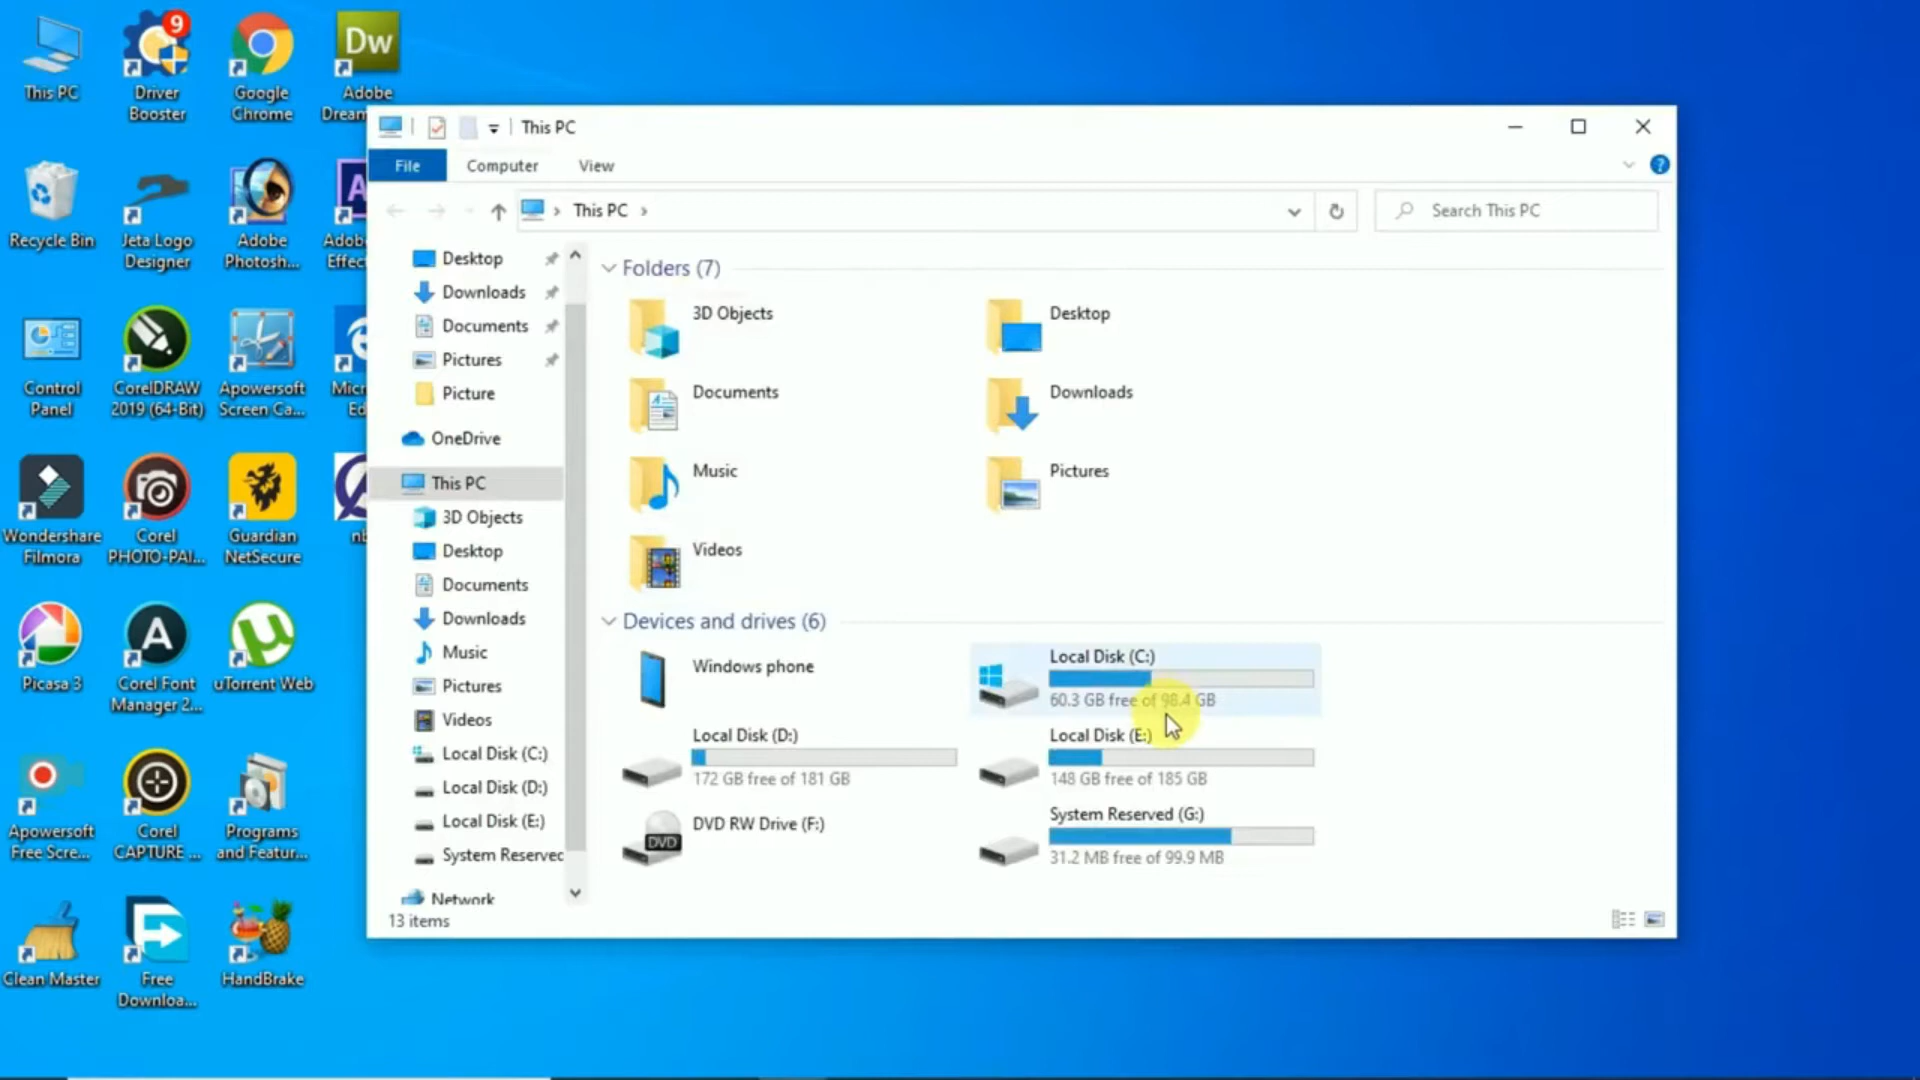 This PC
9
Driver
Booster
Google
Chrome
Dw
Adobe
Dream
Recycle Bin
Jeta Logo
Designer
Adobe
Photosh...
Adob
Effec
Control
Panel
CorelDRAW
2019 (64-Bit)
Apowersoft
Screen Ca...
Micr
Ed
Wondershare
Filmora
Corel
PHOTO-PAI...
Guardian
NetSecure
nb
Picasa 3
Corel Font
Manager 2...
uTorrent Web
Apowersoft
Free Scre...
Corel
CAPTURE ...
Programs
and Featur...
Clean Master
Free
Downloa...
HandBrake
This PC
File
Computer
View
?
This PC
Search This PC
Desktop
Downloads
Documents
Pictures
Picture
OneDrive
This PC
3D Objects
Desktop
Documents
Downloads
Music
Pictures
Videos
Local Disk (C:)
Local Disk (D:)
Local Disk (E:)
System Reserved
Network
Folders (7)
3D Objects
Desktop
Documents
Downloads
Music
Pictures
Videos
Devices and drives (6)
Windows phone
Local Disk (C:)
60.3 GB free of 98.4 GB
Local Disk (D:)
172 GB free of 181 GB
Local Disk (E:)
148 GB free of 185 GB
DVD
DVD RW Drive (F:)
System Reserved (G:)
31.2 MB free of 99.9 MB
13 items